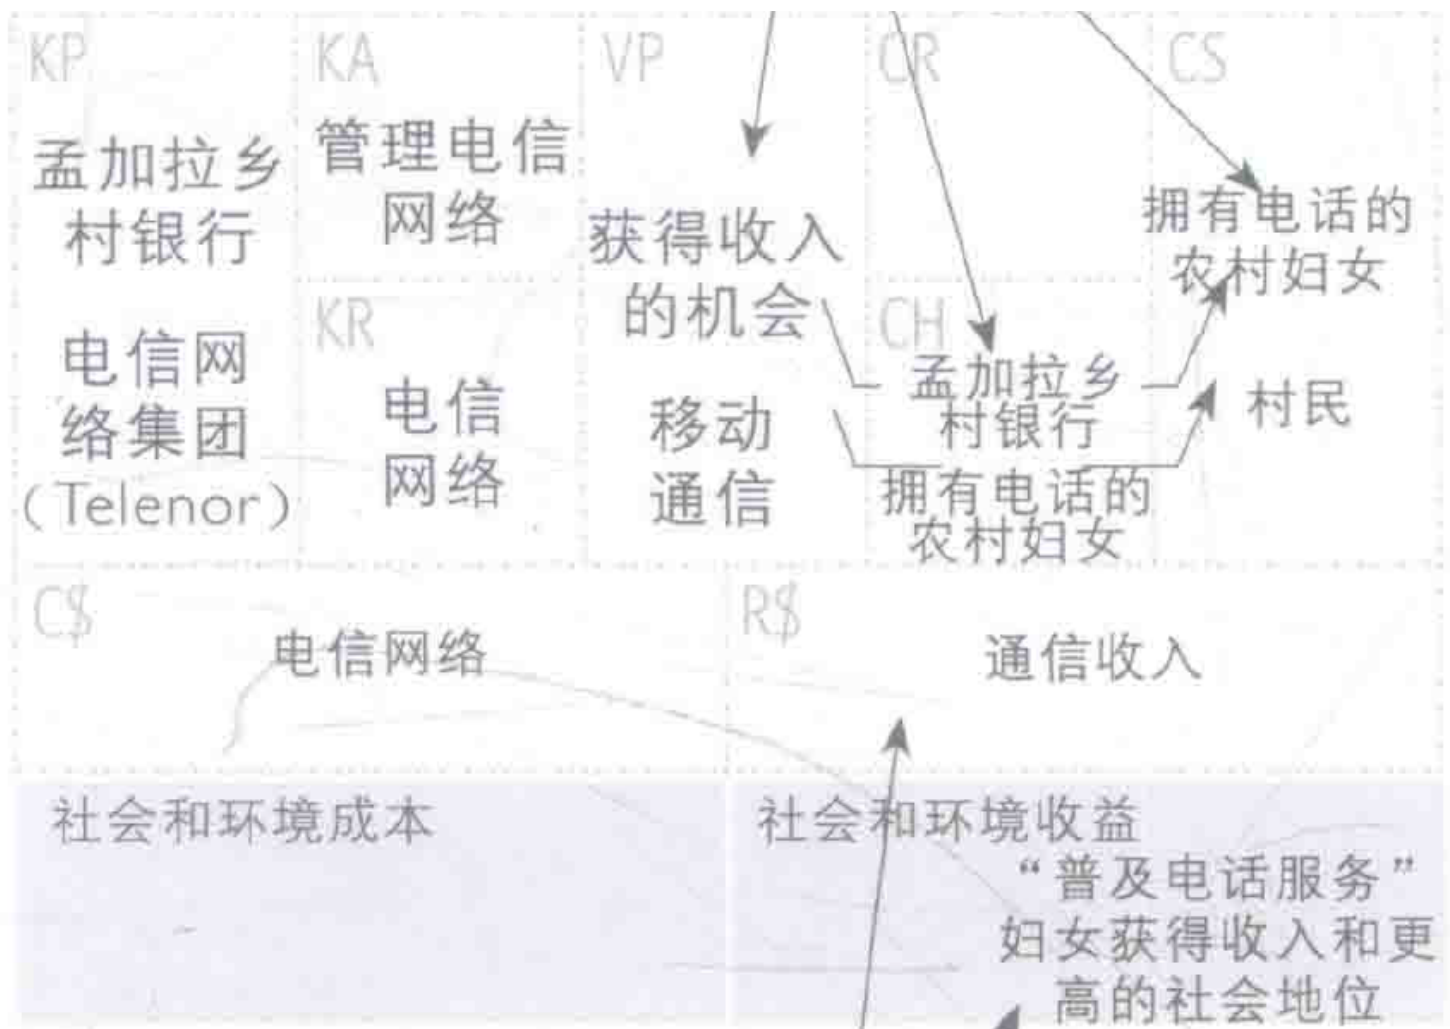 KP
孟加拉乡
村银行
电信网
络集团
（Telenor）
KA
管理电信
网络
KR
电信
网络
VP
获得收入
的机会
移动
通信
CR
CH
孟加拉乡
村银行
拥有电话的
农村妇女
CS
拥有电话的
农村妇女
村民
C$
电信网络
R$
通信收入
社会和环境成本
社会和环境收益
“普及电话服务”
妇女获得收入和更
高的社会地位